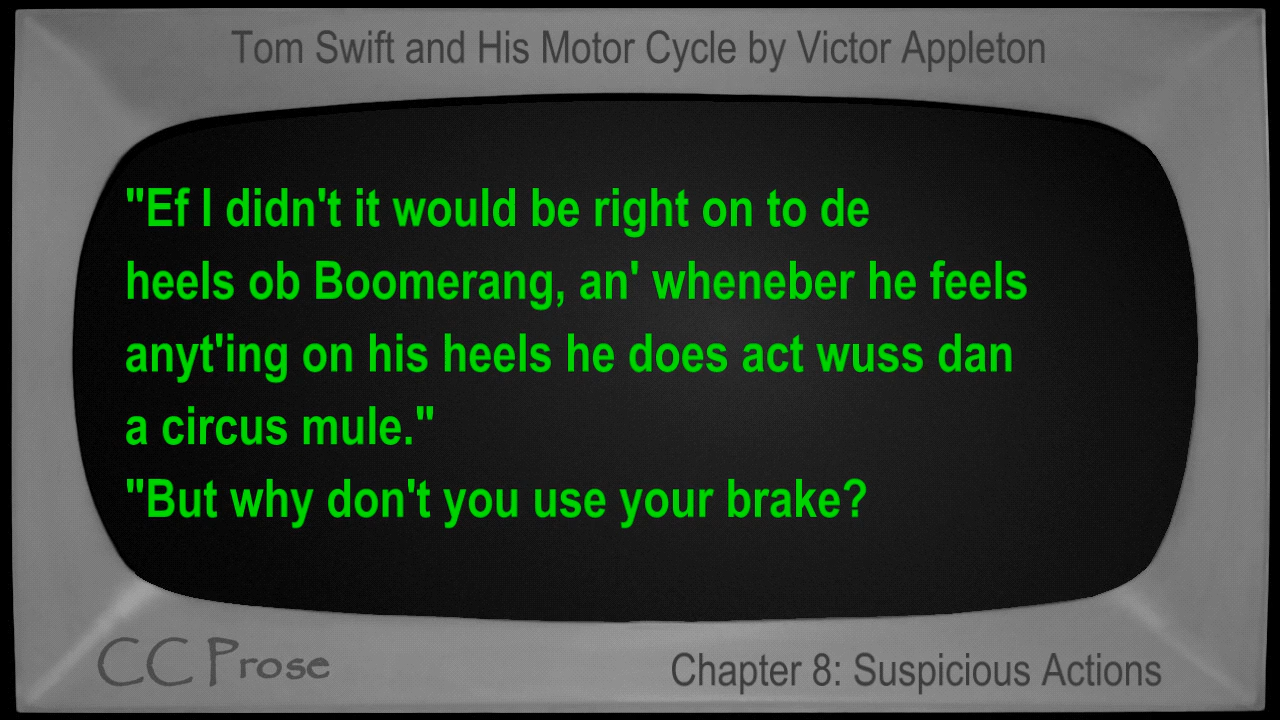 Tom Swift and His Motor Cycle by Victor Appleton
"Ef I didn't it would be right on to de
heels ob Boomerang, an' wheneber he feels
anyt'ing on his heels he does act wuss dan
a circus mule."
"But why don't you use your brake?
CC Prose
Chapter 8: Suspicious Actions